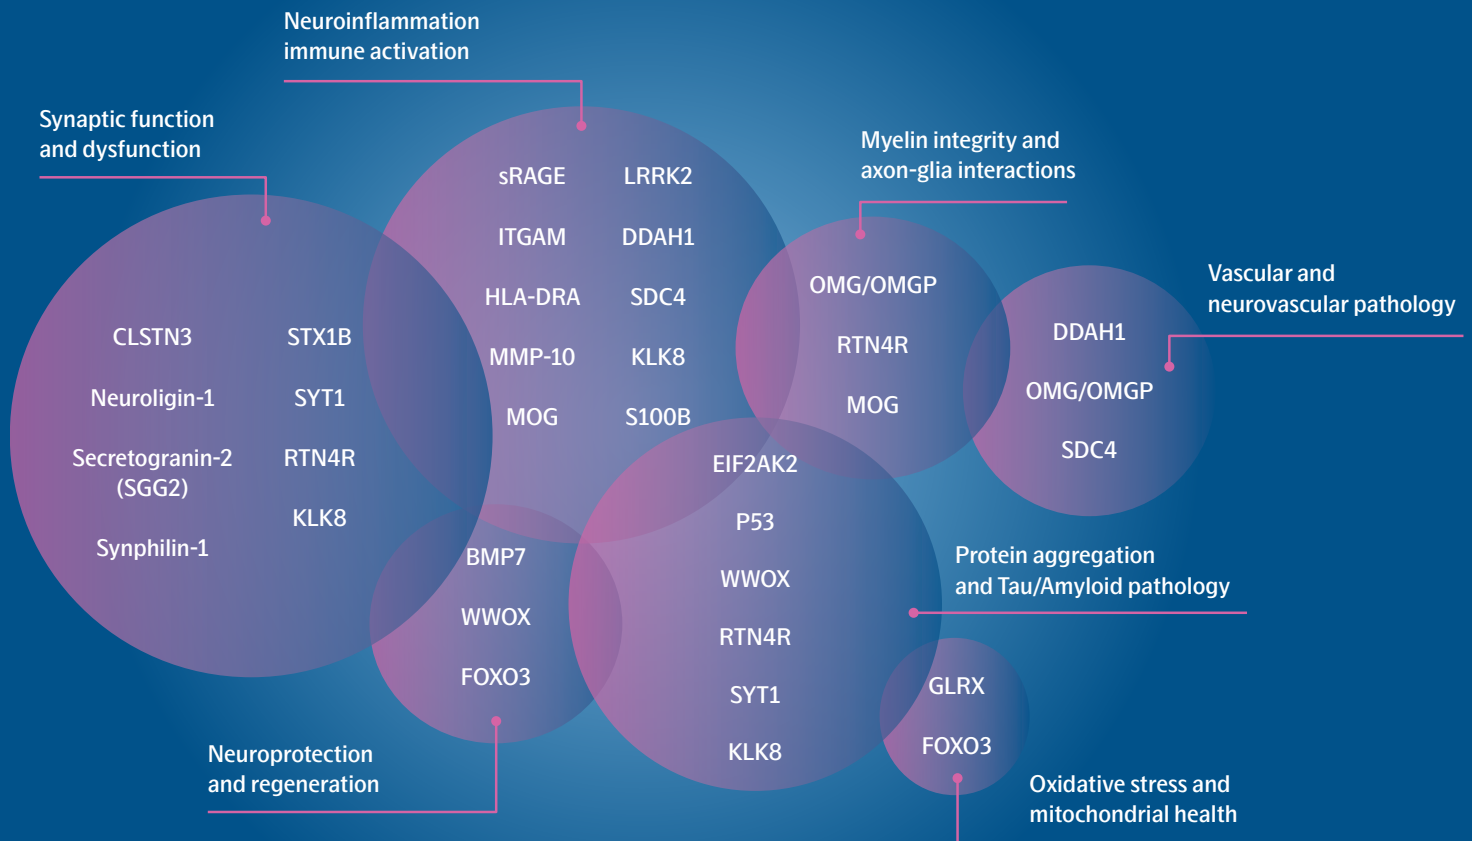 Neuroinflammation
immune activation
Synaptic function
and dysfunction
Myelin integrity and
axon-glia interactions
Vascular and
neurovascular pathology
CLSTN3
Neuroligin-1
Secretogranin-2
(SGG2)
Synphilin-1
STX1B
SYT1
RTN4R
KLK8
sRAGE
ITGAM
HLA-DRA
MMP-10
MOG
LRRK2
DDAH1
SDC4
KLK8
S100B
OMG/OMGP
RTN4R
MOG
DDAH1
OMG/OMGP
SDC4
BMP7
WWOX
FOXO3
EIF2AK2
P53
WWOX
RTN4R
SYT1
KLK8
Protein aggregation
and Tau/Amyloid pathology
GLRX
FOXO3
Neuroprotection
and regeneration
Oxidative stress and
mitochondrial health